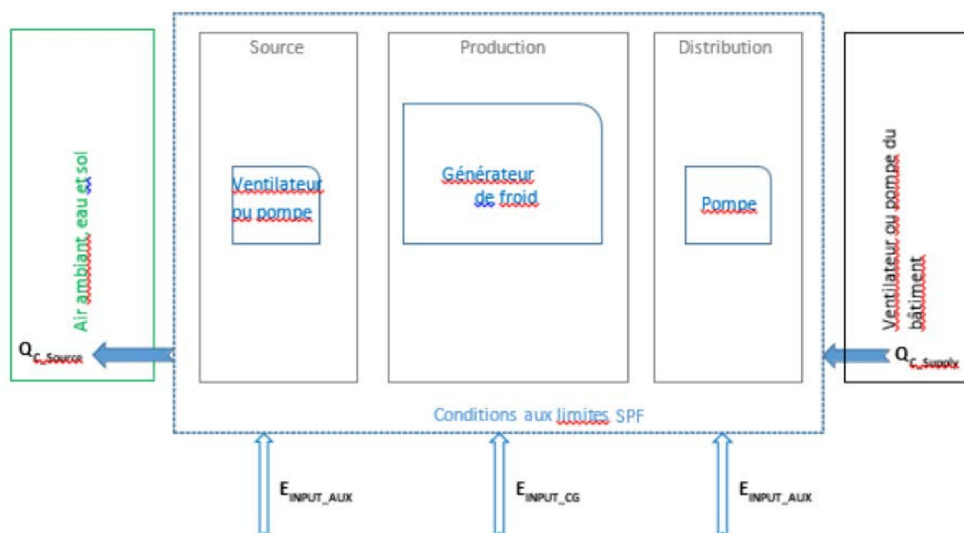 Source
Production
Distribution
Air ambiant, eau et sol
Ventilateur
ou pompe
Générateur
de froid
Pompe
Ventilateur ou pompe du
bâtiment
Q_C_Source
Q_C_Supply
Conditions aux limites SPF
E_INPUT_AUX
E_INPUT_CG
E_INPUT_AUX